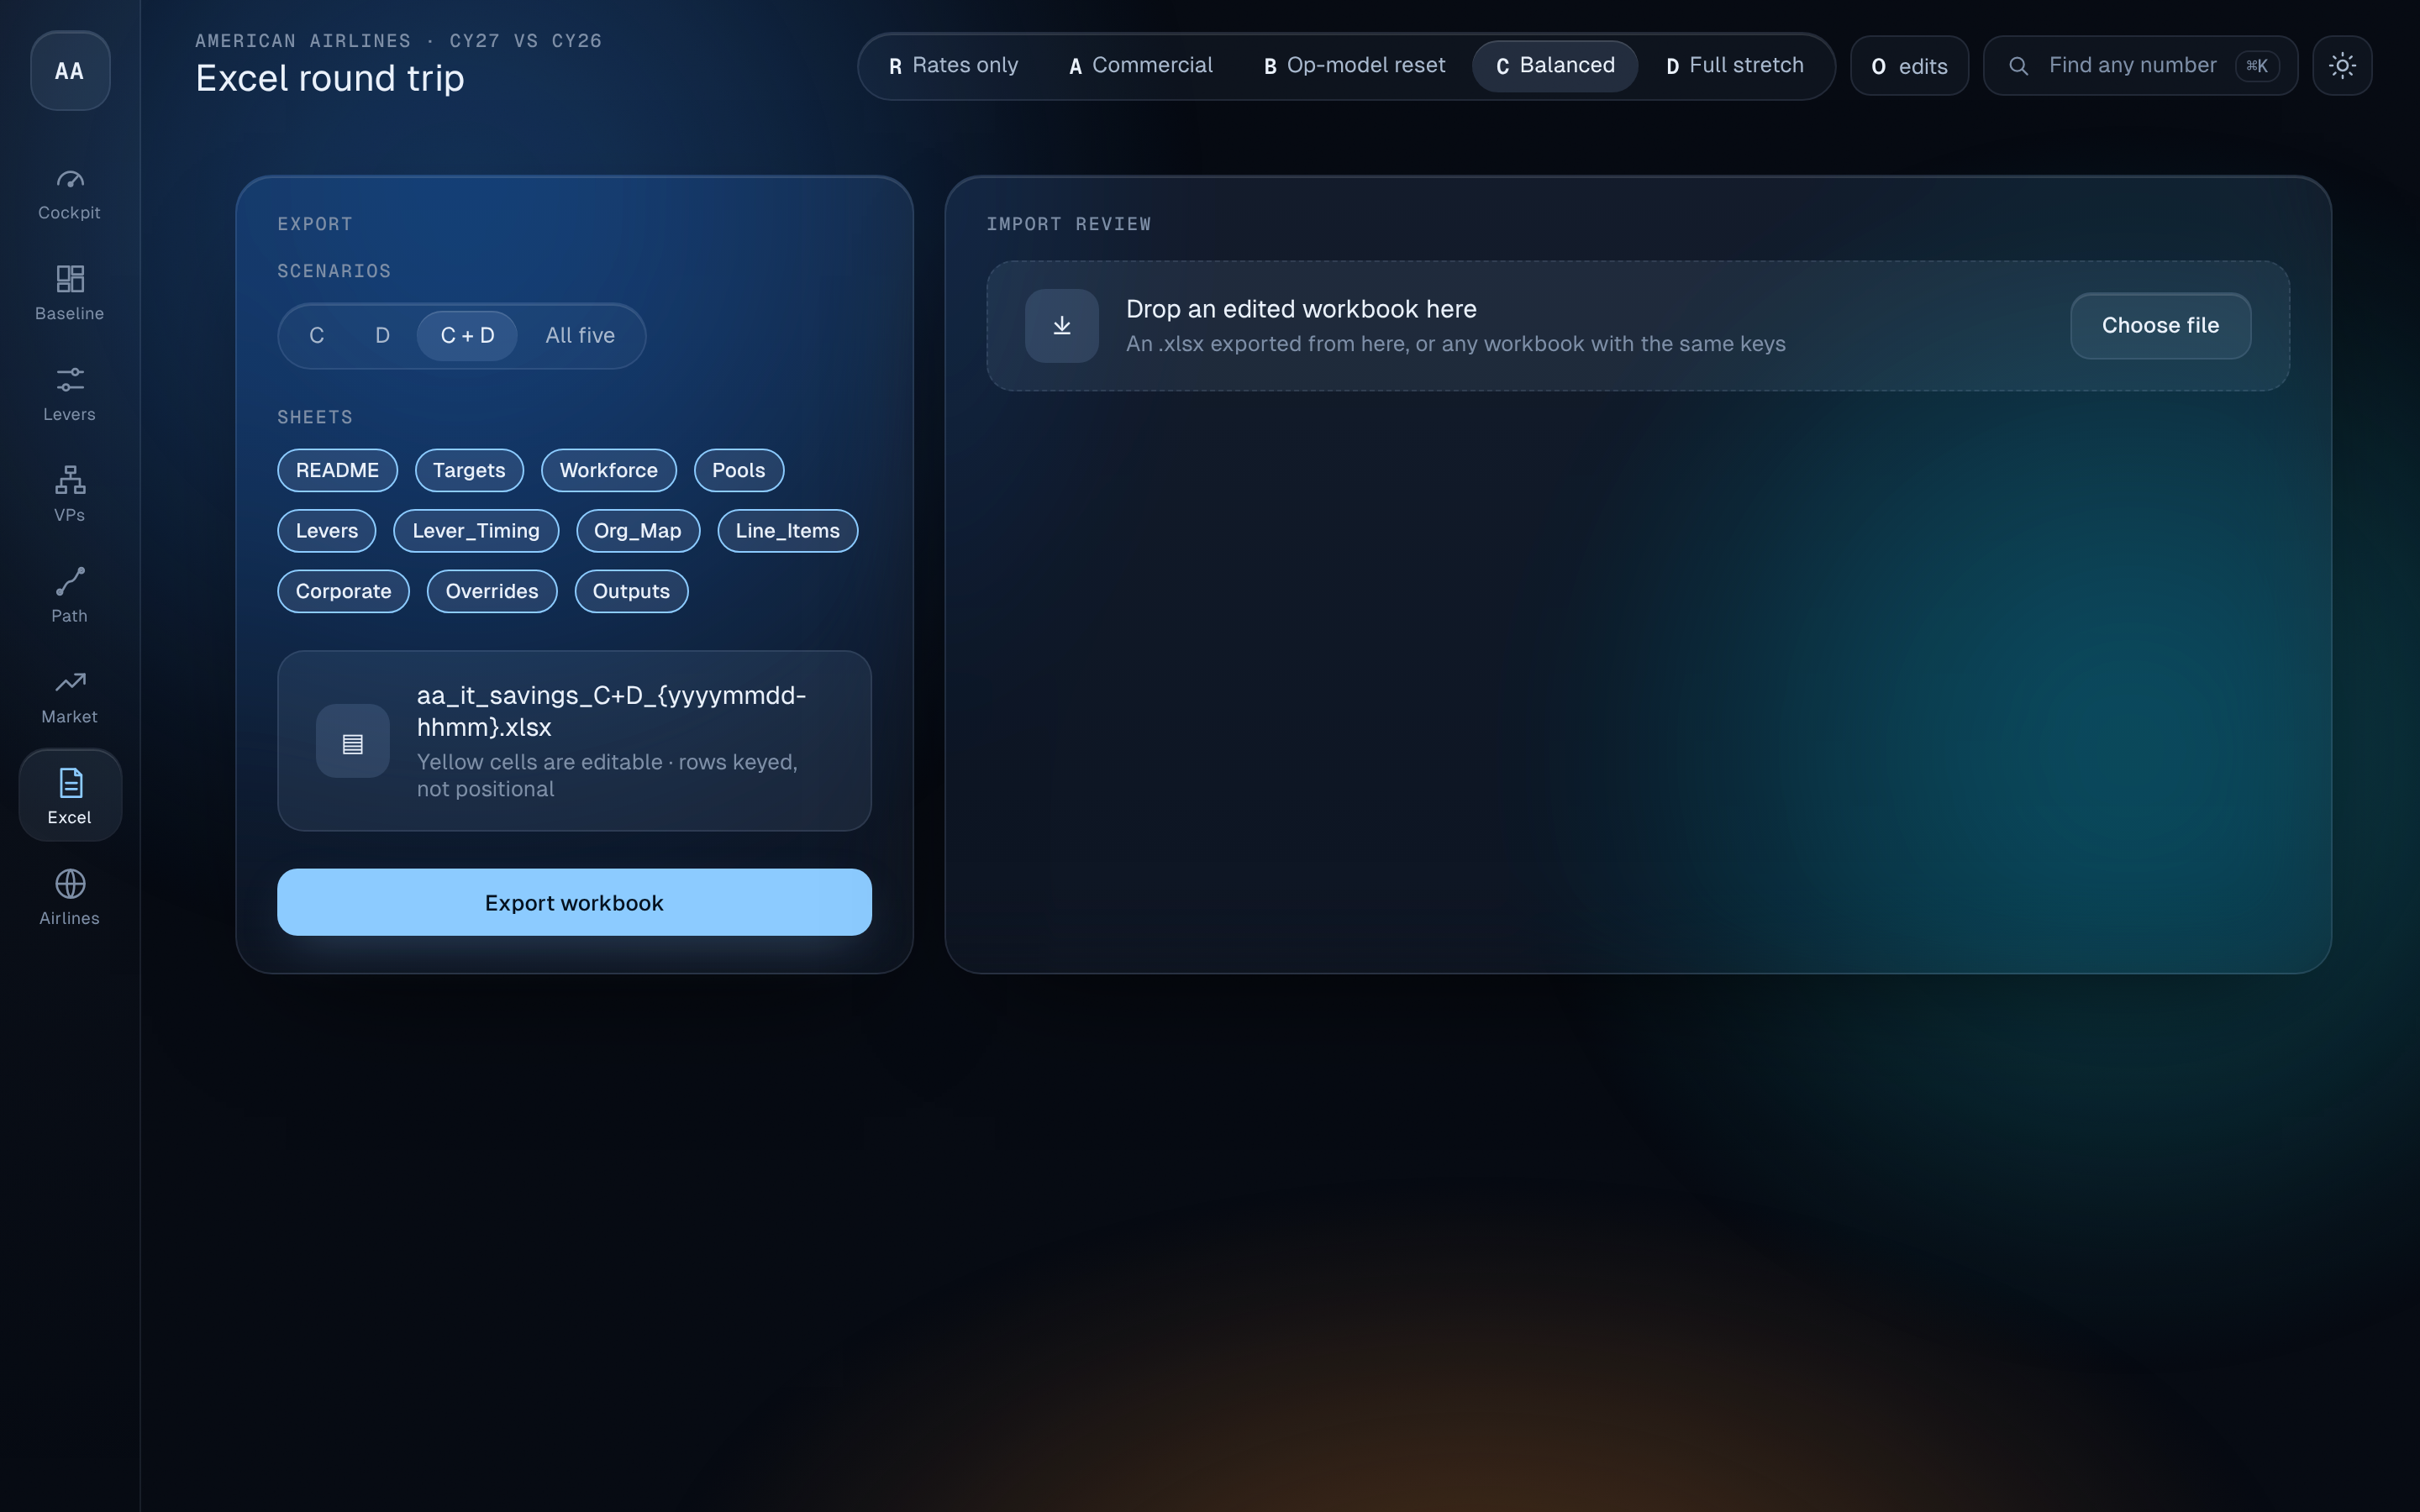 AA
AMERICAN AIRLINES · CY27 VS CY26
Excel round trip
R Rates only
A Commercial
B Op-model reset
C Balanced
D Full stretch
0 edits
Find any number ⌘K
Cockpit
Baseline
Levers
VPs
Path
Market
Excel
Airlines
EXPORT
SCENARIOS
C D C + D All five
SHEETS
README Targets Workforce Pools
Levers Lever_Timing Org_Map Line_Items
Corporate Overrides Outputs
aa_it_savings_C+D_{yyyymmdd-
hhmm}.xlsx
Yellow cells are editable · rows keyed,
not positional
Export workbook
IMPORT REVIEW
Drop an edited workbook here
An .xlsx exported from here, or any workbook with the same keys
Choose file